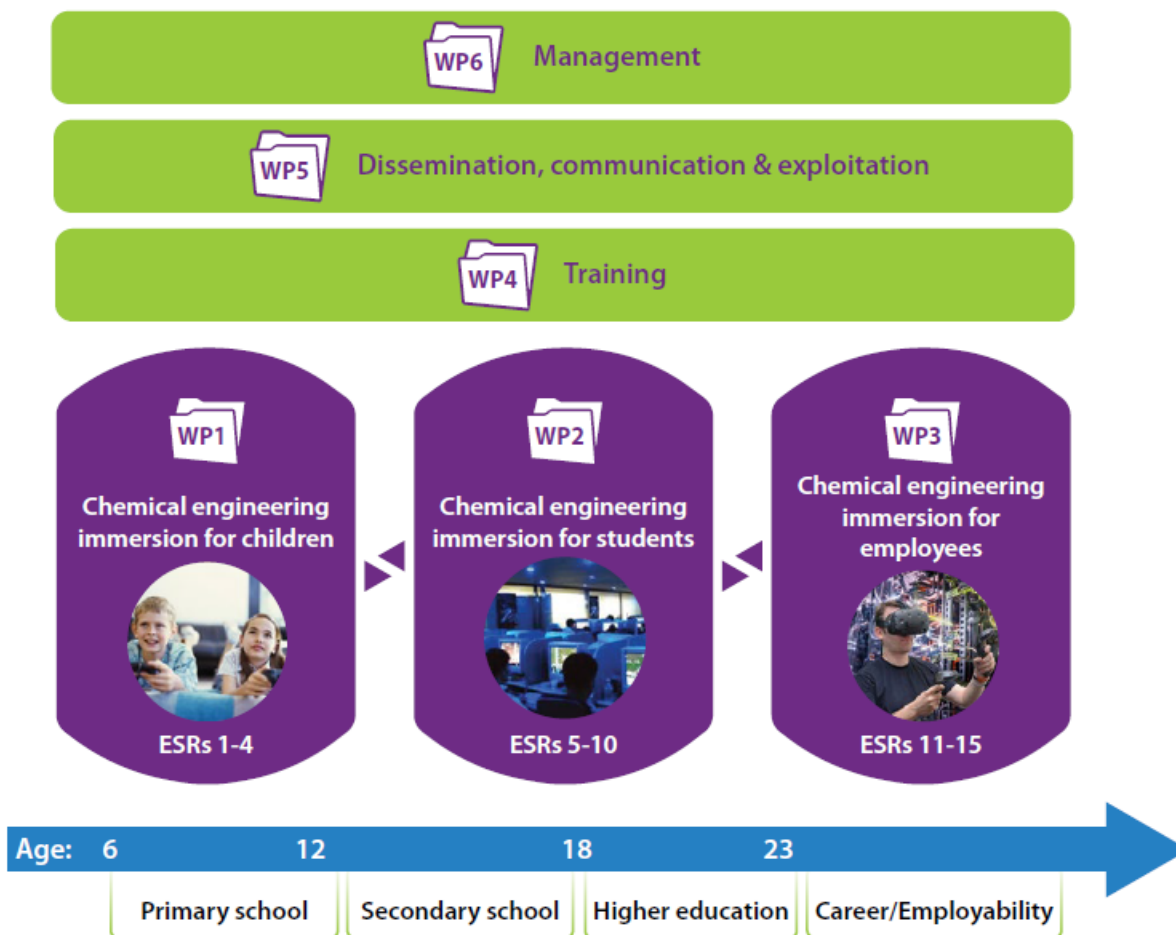 WP6 Management
WP5 Dissemination, communication & exploitation
WP4 Training
WP1
Chemical engineering
immersion for children
ESRs 1-4
WP2
Chemical engineering
immersion for students
ESRs 5-10
WP3
Chemical engineering
immersion for
employees
ESRs 11-15
Age: 6 12 18 23
Primary school Secondary school Higher education Career/Employability